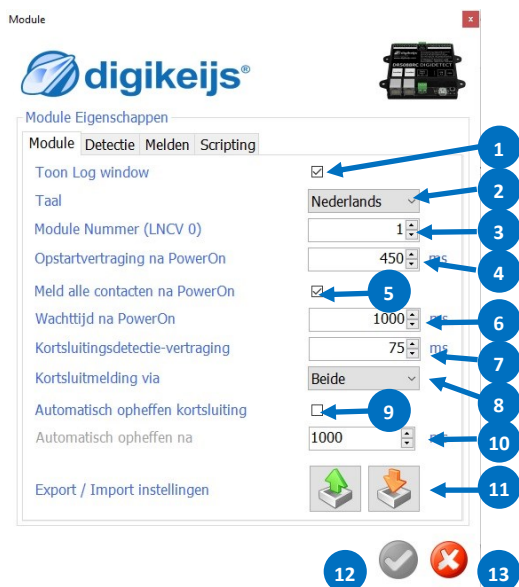 Module
x
digikeijs®
DR5088RC DIGIDETECT
Module Eigenschappen
Module Detectie Melden Scripting
Toon Log window 1
Taal Nederlands 2
Module Nummer (LNCV 0) 1 3
Opstartvertraging na PowerOn 450 ms 4
Meld alle contacten na PowerOn 5
Wachttijd na PowerOn 1000 ms 6
Kortsluitingsdetectie-vertraging 75 ms 7
Kortsluitmelding via Beide 8
Automatisch opheffen kortsluiting 9
Automatisch opheffen na 1000 10
Export / Import instellingen 11
12 13